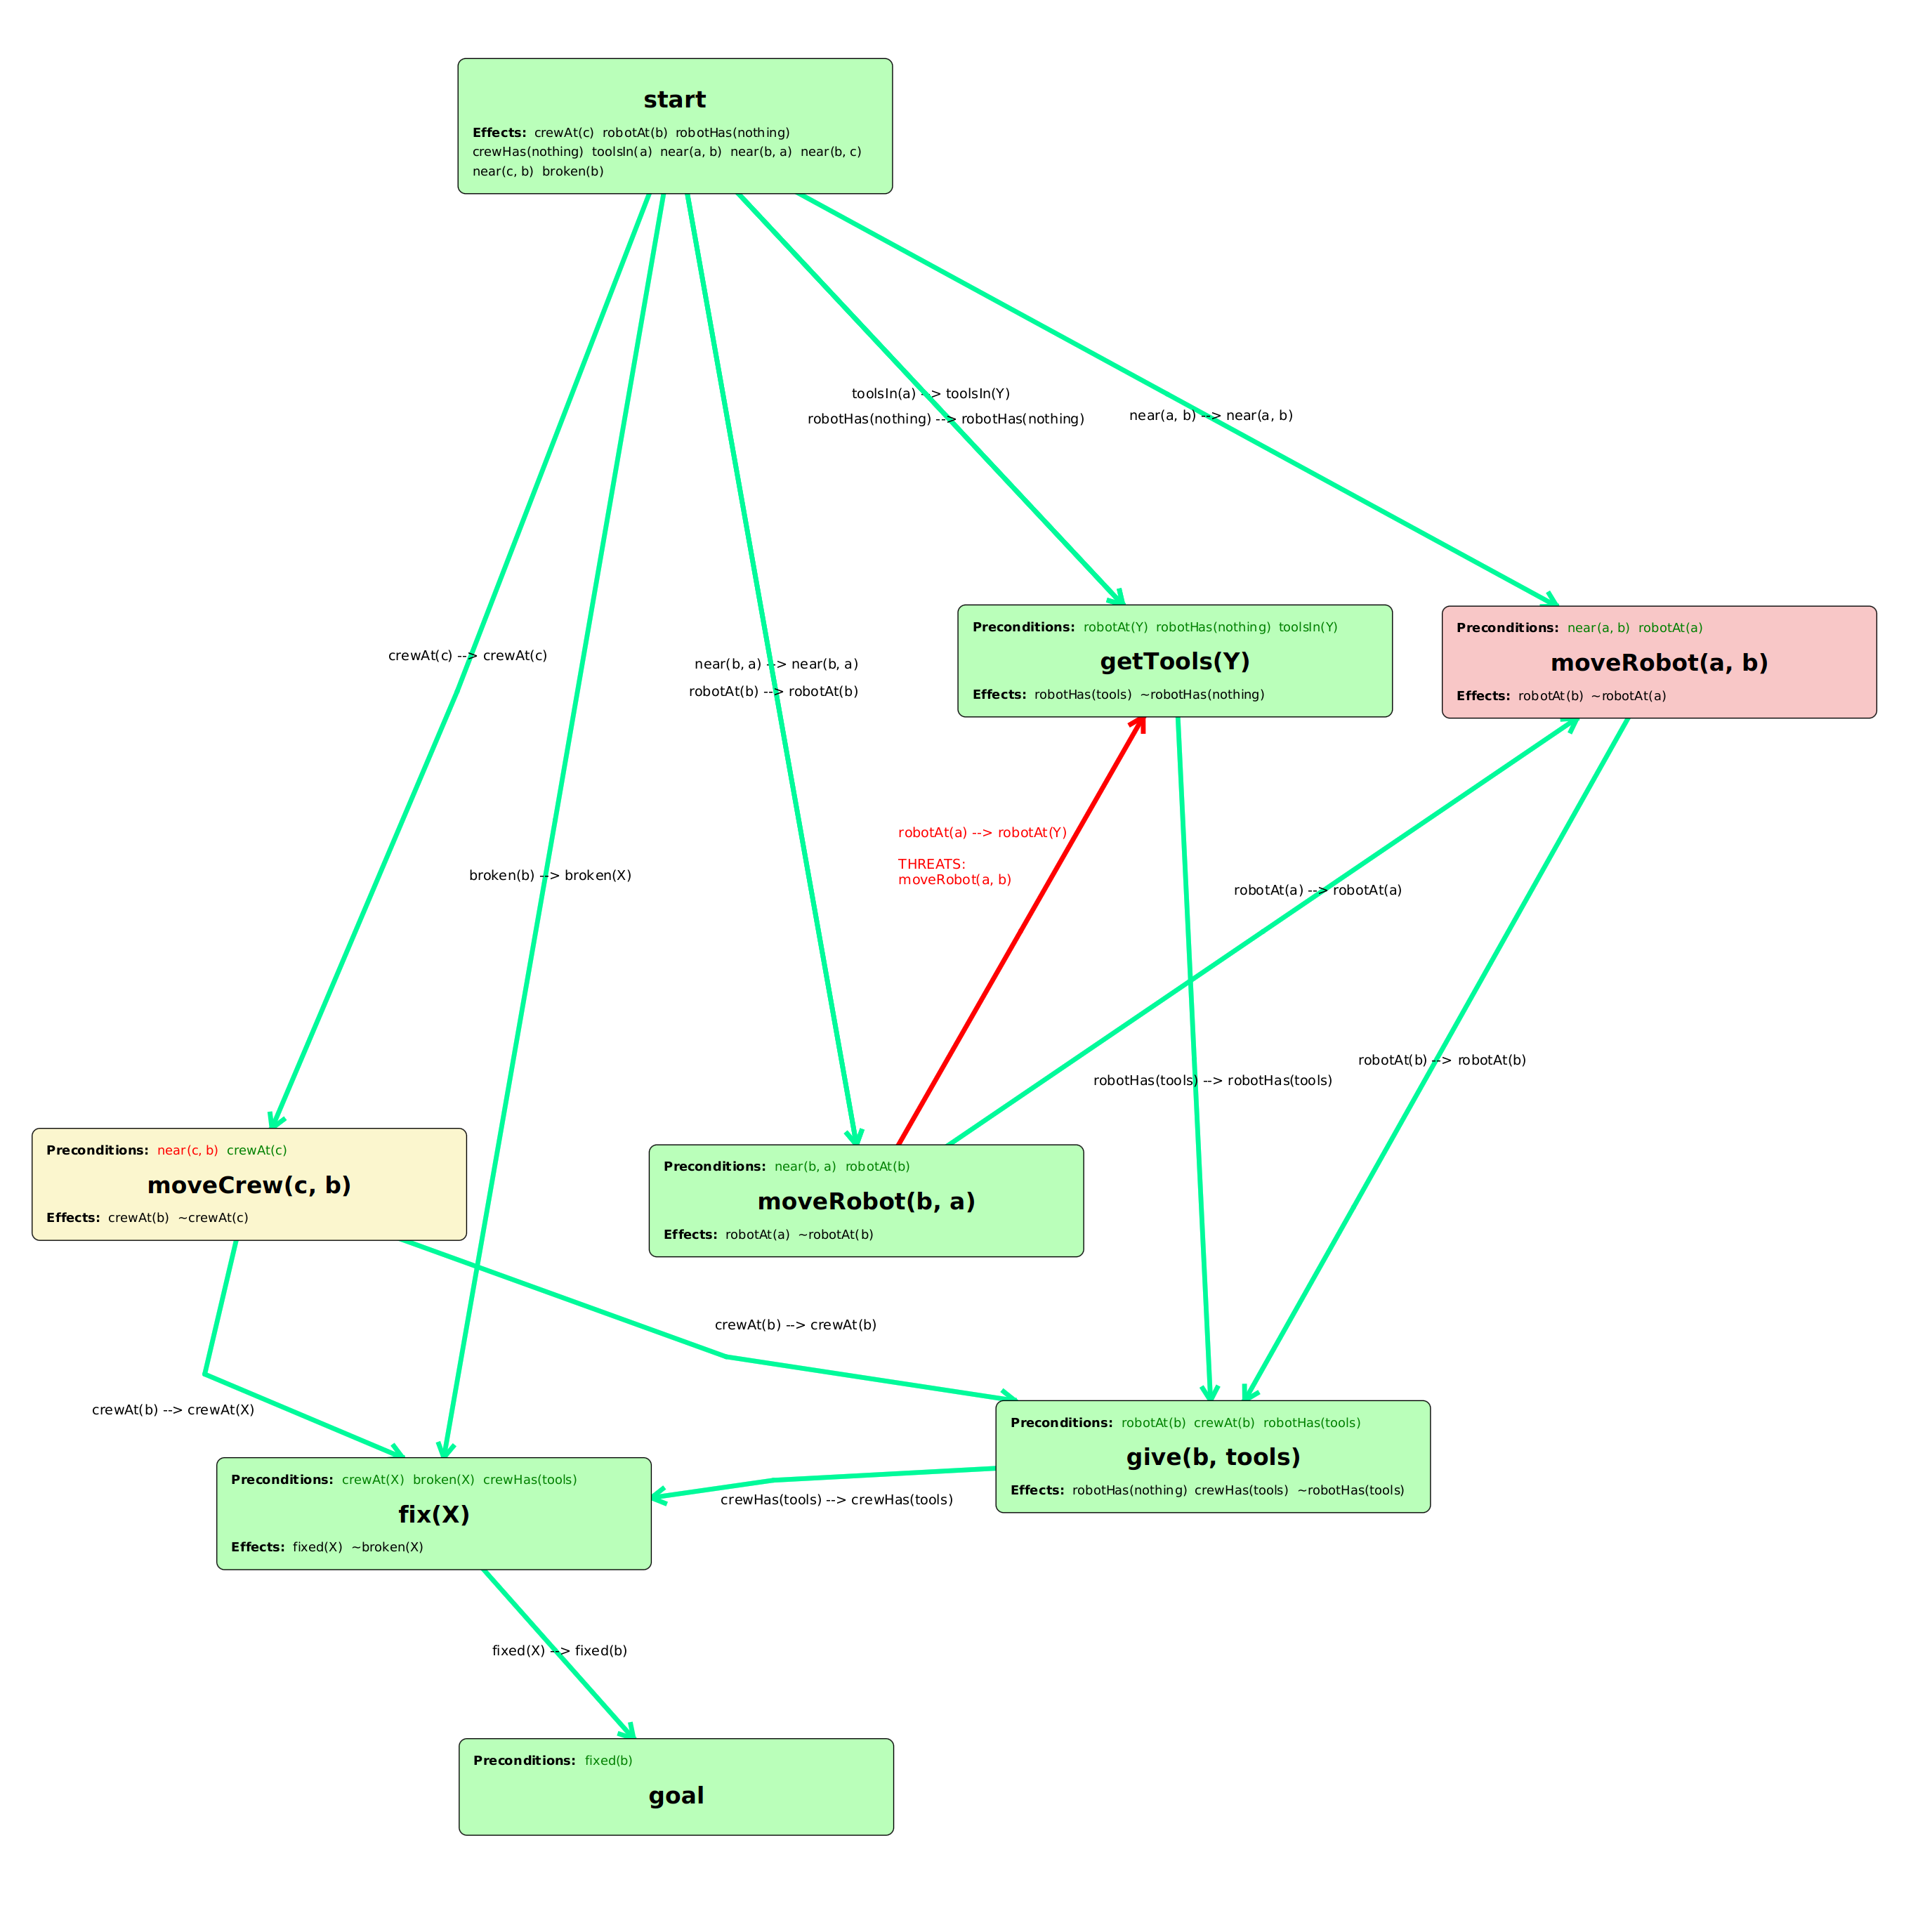 start
Effects: crewAt(c) robotAt(b) robotHas(nothing)
crewHas(nothing) toolsIn(a) near(a, b) near(b, a) near(b, c)
near(c, b) broken(b)
toolsIn(a) --> toolsIn(Y)
robotHas(nothing) --> robotHas(nothing)
near(a, b) --> near(a, b)
crewAt(c) --> crewAt(c)
near(b, a) --> near(b, a)
robotAt(b) --> robotAt(b)
Preconditions: robotAt(Y) robotHas(nothing) toolsIn(Y)
getTools(Y)
Effects: robotHas(tools) ~robotHas(nothing)
Preconditions: near(a, b) robotAt(a)
moveRobot(a, b)
Effects: robotAt(b) ~robotAt(a)
broken(b) --> broken(X)
robotAt(a) --> robotAt(Y)
THREATS:
moveRobot(a, b)
robotAt(a) --> robotAt(a)
robotHas(tools) --> robotHas(tools)
robotAt(b) --> robotAt(b)
Preconditions: near(c, b) crewAt(c)
moveCrew(c, b)
Effects: crewAt(b) ~crewAt(c)
Preconditions: near(b, a) robotAt(b)
moveRobot(b, a)
Effects: robotAt(a) ~robotAt(b)
crewAt(b) --> crewAt(b)
crewAt(b) --> crewAt(X)
Preconditions: robotAt(b) crewAt(b) robotHas(tools)
give(b, tools)
Effects: robotHas(nothing) crewHas(tools) ~robotHas(tools)
Preconditions: crewAt(X) broken(X) crewHas(tools)
fix(X)
Effects: fixed(X) ~broken(X)
crewHas(tools) --> crewHas(tools)
fixed(X) --> fixed(b)
Preconditions: fixed(b)
goal